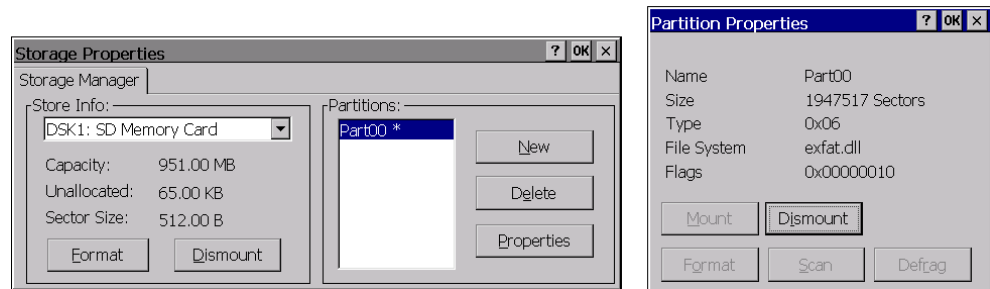 Storage Properties
? OK ×
Storage Manager
Store Info:
DSK1: SD Memory Card
Capacity: 951.00 MB
Unallocated: 65.00 KB
Sector Size: 512.00 B
Format Dismount
Partitions:
Part00 *
New
Delete
Properties
Partition Properties
? OK ×
Name Part00
Size 1947517 Sectors
Type 0x06
File System exfat.dll
Flags 0x00000010
Mount Dismount
Format Scan Defrag